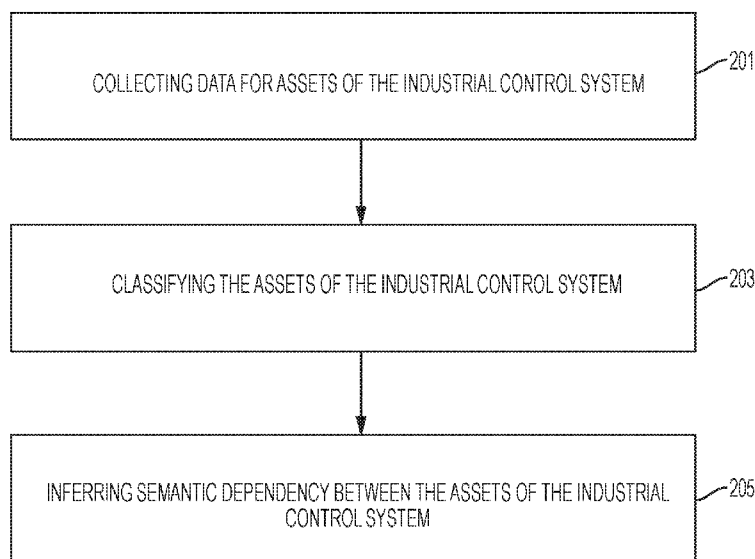 COLLECTING DATA FOR ASSETS OF THE INDUSTRIAL CONTROL SYSTEM
201
CLASSIFYING THE ASSETS OF THE INDUSTRIAL CONTROL SYSTEM
203
INFERRING SEMANTIC DEPENDENCY BETWEEN THE ASSETS OF THE INDUSTRIAL
CONTROL SYSTEM
205